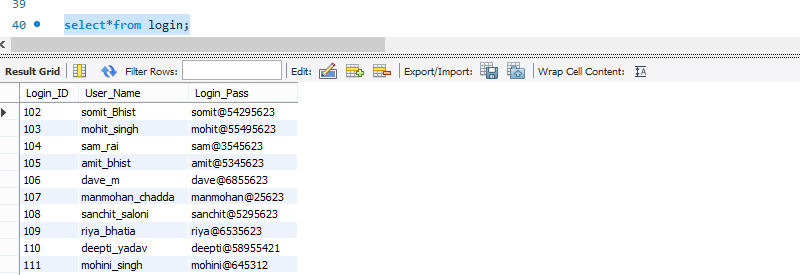 39
40 select*from login;
Result Grid Filter Rows: Edit: Export/Import: Wrap Cell Content:
Login_ID User_Name Login_Pass
102 somit_Bhist somit@54295623
103 mohit_singh mohit@55495623
104 sam_rai sam@3545623
105 amit_bhist amit@5345623
106 dave_m dave@6855623
107 manmohan_chadda manmohan@25623
108 sanchit_saloni sanchit@5295623
109 riya_bhatia riya@6535623
110 deepti_yadav deepti@58955421
111 mohini_singh mohini@645312